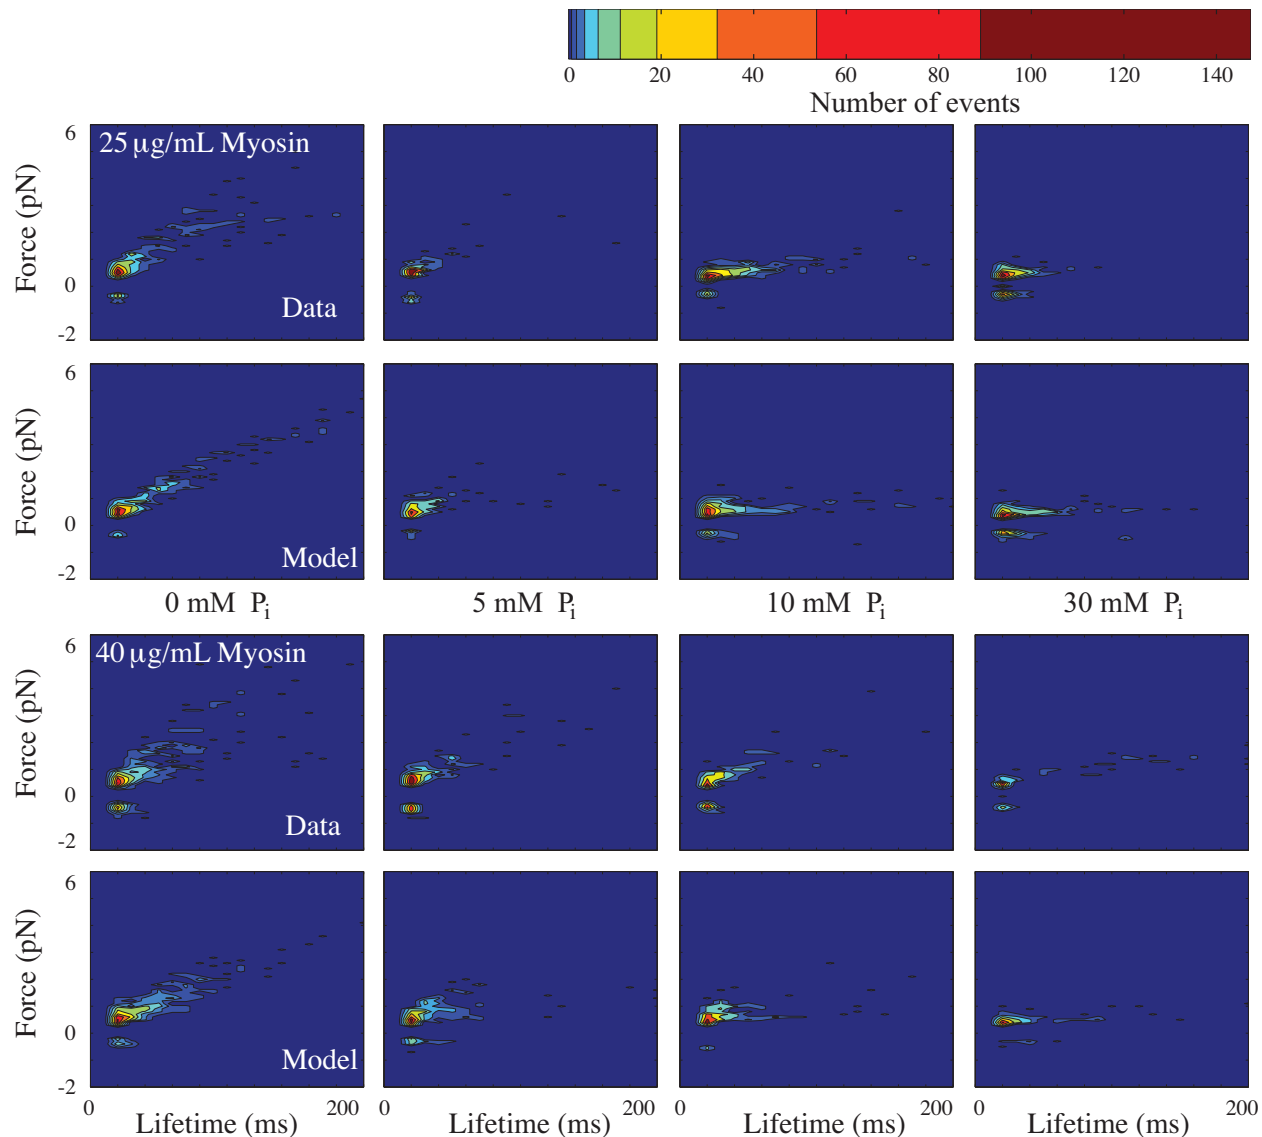 0 20 40 60 80 100 120 140
Number of events
6
25 µg/mL Myosin
Force (pN)
0
Data
-2
6
Force (pN)
0
Model
-2
0 mM Pi 5 mM Pi 10 mM Pi 30 mM Pi
6
40 µg/mL Myosin
Force (pN)
0
Data
-2
6
Force (pN)
0
Model
-2
0 200 0 200 0 200 0 200
Lifetime (ms) Lifetime (ms) Lifetime (ms) Lifetime (ms)